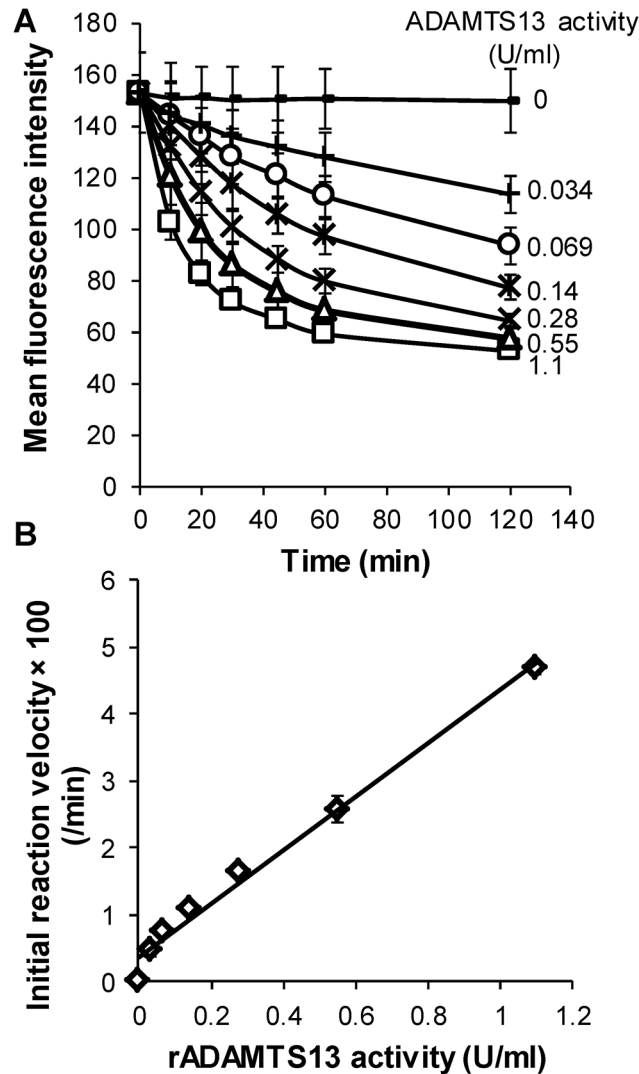 A
ADAMTS13 activity
(U/ml)
Mean fluorescence intensity
180
160
140
120
100
80
60
40
20
0
0
0.034
0.069
0.14
0.28
0.55
1.1
0 20 40 60 80 100 120 140
Time (min)
B
Initial reaction velocity × 100
(/min)
6
5
4
3
2
1
0
0 0.2 0.4 0.6 0.8 1 1.2
rADAMTS13 activity (U/ml)